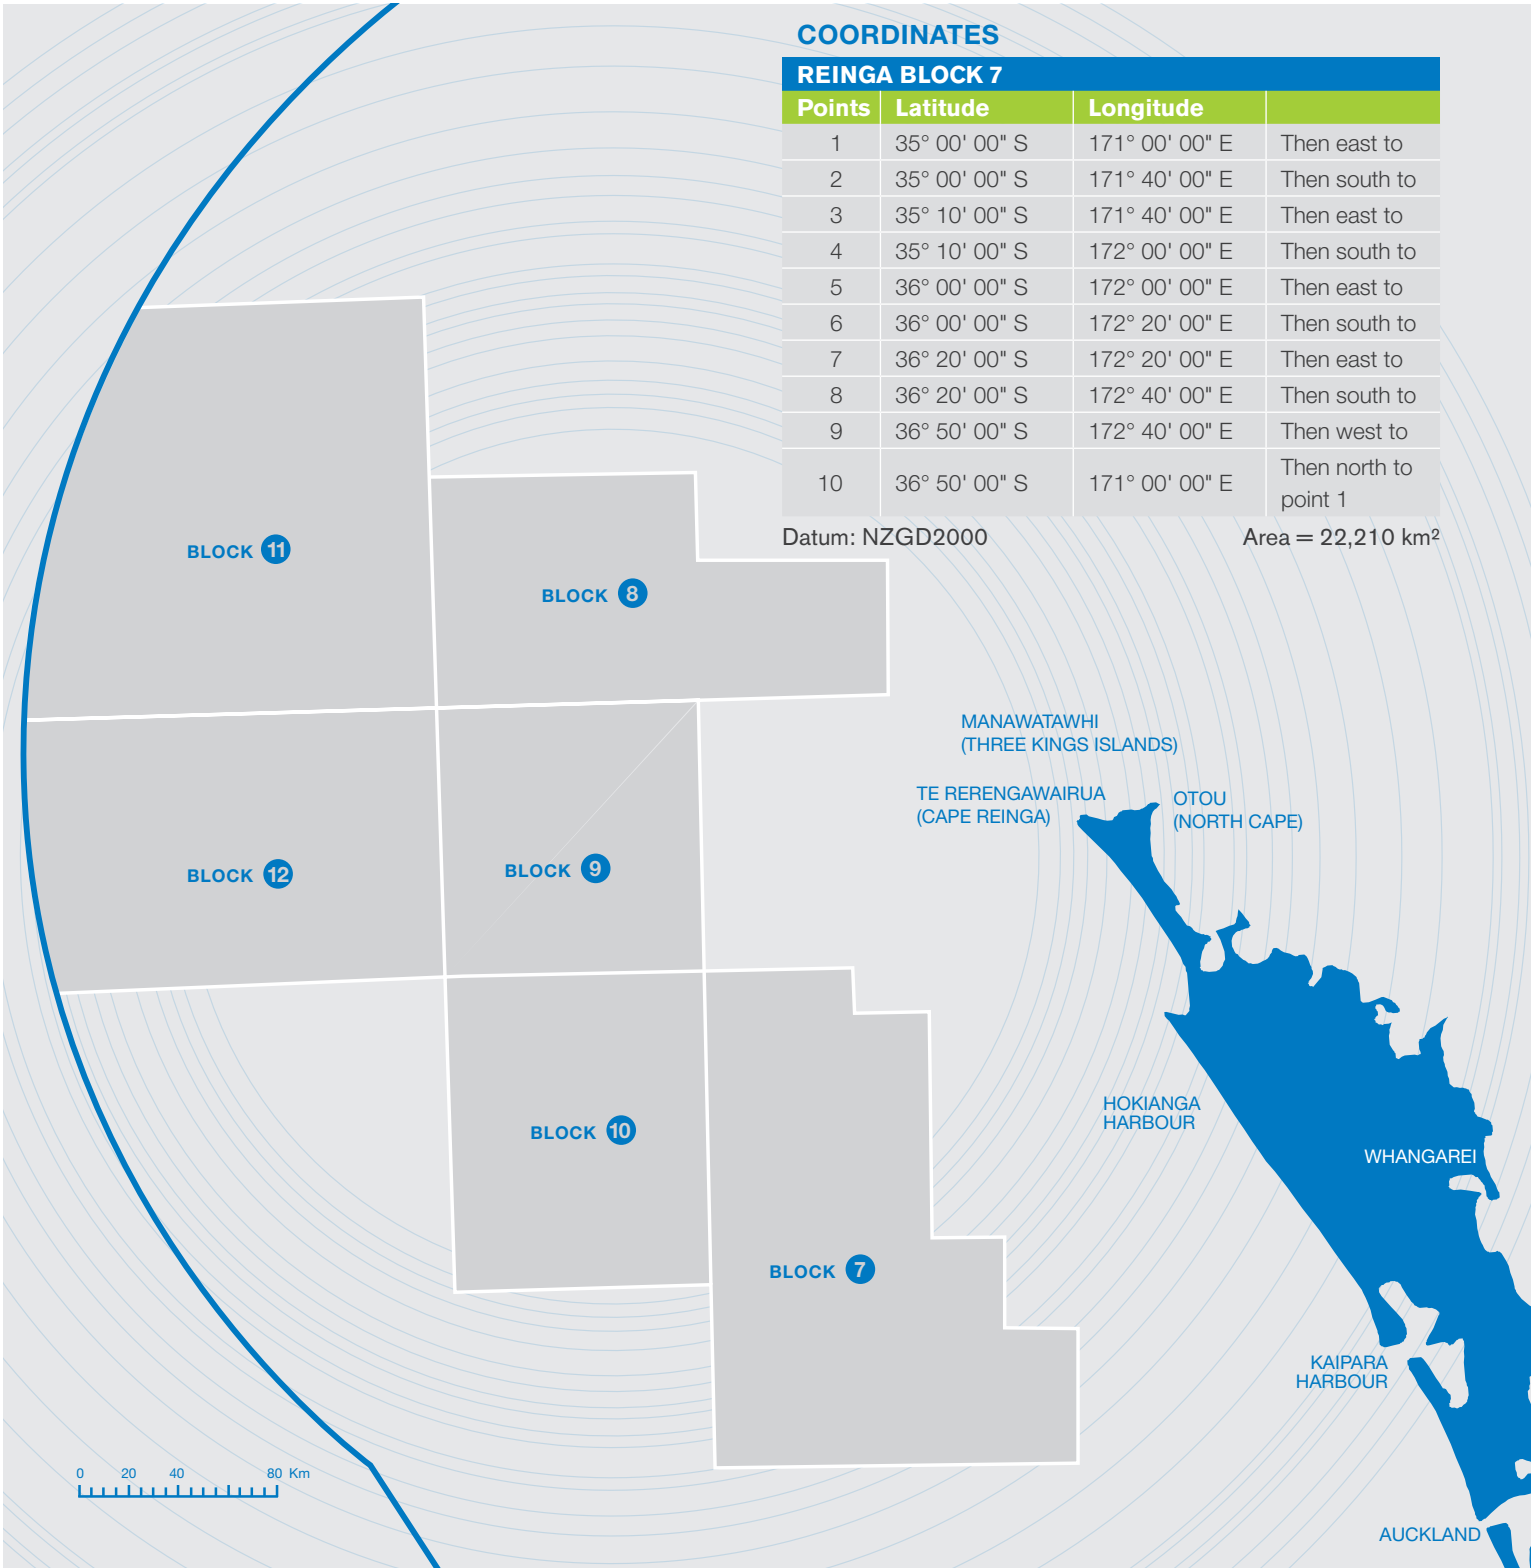 COORDINATES
REINGA BLOCK 7
Points Latitude Longitude
1 35° 00' 00" S 171° 00' 00" E Then east to
2 35° 00' 00" S 171° 40' 00" E Then south to
3 35° 10' 00" S 171° 40' 00" E Then east to
4 35° 10' 00" S 172° 00' 00" E Then south to
5 36° 00' 00" S 172° 00' 00" E Then east to
6 36° 00' 00" S 172° 20' 00" E Then south to
7 36° 20' 00" S 172° 20' 00" E Then east to
8 36° 20' 00" S 172° 40' 00" E Then south to
9 36° 50' 00" S 172° 40' 00" E Then west to
10 36° 50' 00" S 171° 00' 00" E Then north to
point 1
Datum: NZGD2000 Area = 22,210 km²
BLOCK 11
BLOCK 8
MANAWATAWHI
(THREE KINGS ISLANDS)
TE RERENGAWAIRUA
(CAPE REINGA)
OTOU
(NORTH CAPE)
BLOCK 12
BLOCK 9
BLOCK 10
HOKIANGA
HARBOUR
WHANGAREI
BLOCK 7
KAIPARA
HARBOUR
0 20 40 80 Km
AUCKLAND